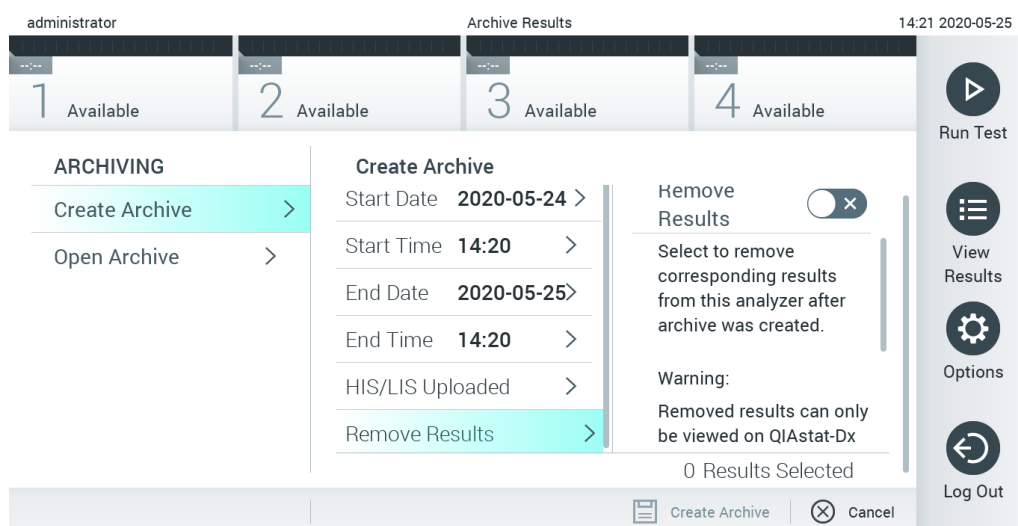 administrator
Archive Results
14:21 2020-05-25
--:--
--:--
--:--
--:--
1 Available
2 Available
3 Available
4 Available
Run Test
ARCHIVING
Create Archive
Open Archive
Create Archive
Start Date 2020-05-24
Start Time 14:20
End Date 2020-05-25
End Time 14:20
HIS/LIS Uploaded
Remove Results
Remove
Results
Select to remove
corresponding results
from this analyzer after
archive was created.
Warning:
Removed results can only
be viewed on QIAstat-Dx
0 Results Selected
View
Results
Options
Log Out
Create Archive
Cancel